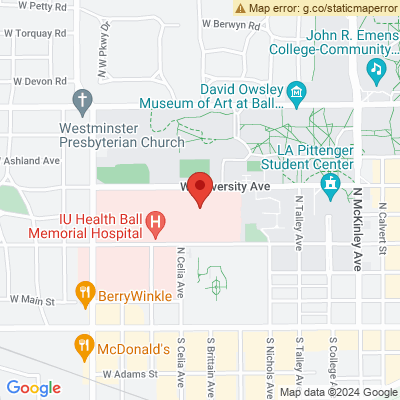 W Petty Rd
W Berwyn Rd
Map error: g.co/staticmaperror
W Torquay Rd
N W Pkwy Dr
John R. Emens
College-Community...
W Devon Rd
David Owsley
Museum of Art at Ball...
Westminster
Presbyterian Church
W Ashland Ave
LA Pittenger
Student Center
W University Ave
IU Health Ball
Memorial Hospital
N Talley Ave
N McKinley Ave
N Calvert St
N Celia Ave
W Main St
BerryWinkle
McDonald's
W Adams St
S Celia Ave
S Brittain Ave
S Nichols Ave
S Talley Ave
S College Ave
Google
Map data ©2024 Google